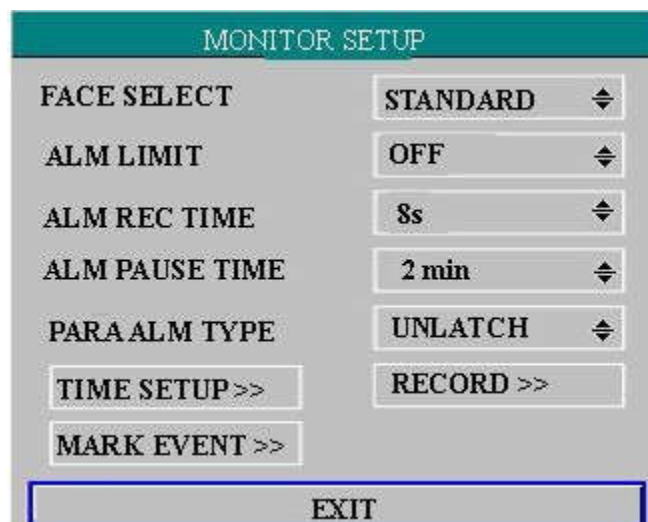 MONITOR SETUP
FACE SELECT STANDARD
ALM LIMIT OFF
ALM REC TIME 8s
ALM PAUSE TIME 2 min
PARA ALM TYPE UNLATCH
TIME SETUP >> RECORD >>
MARK EVENT >>
EXIT